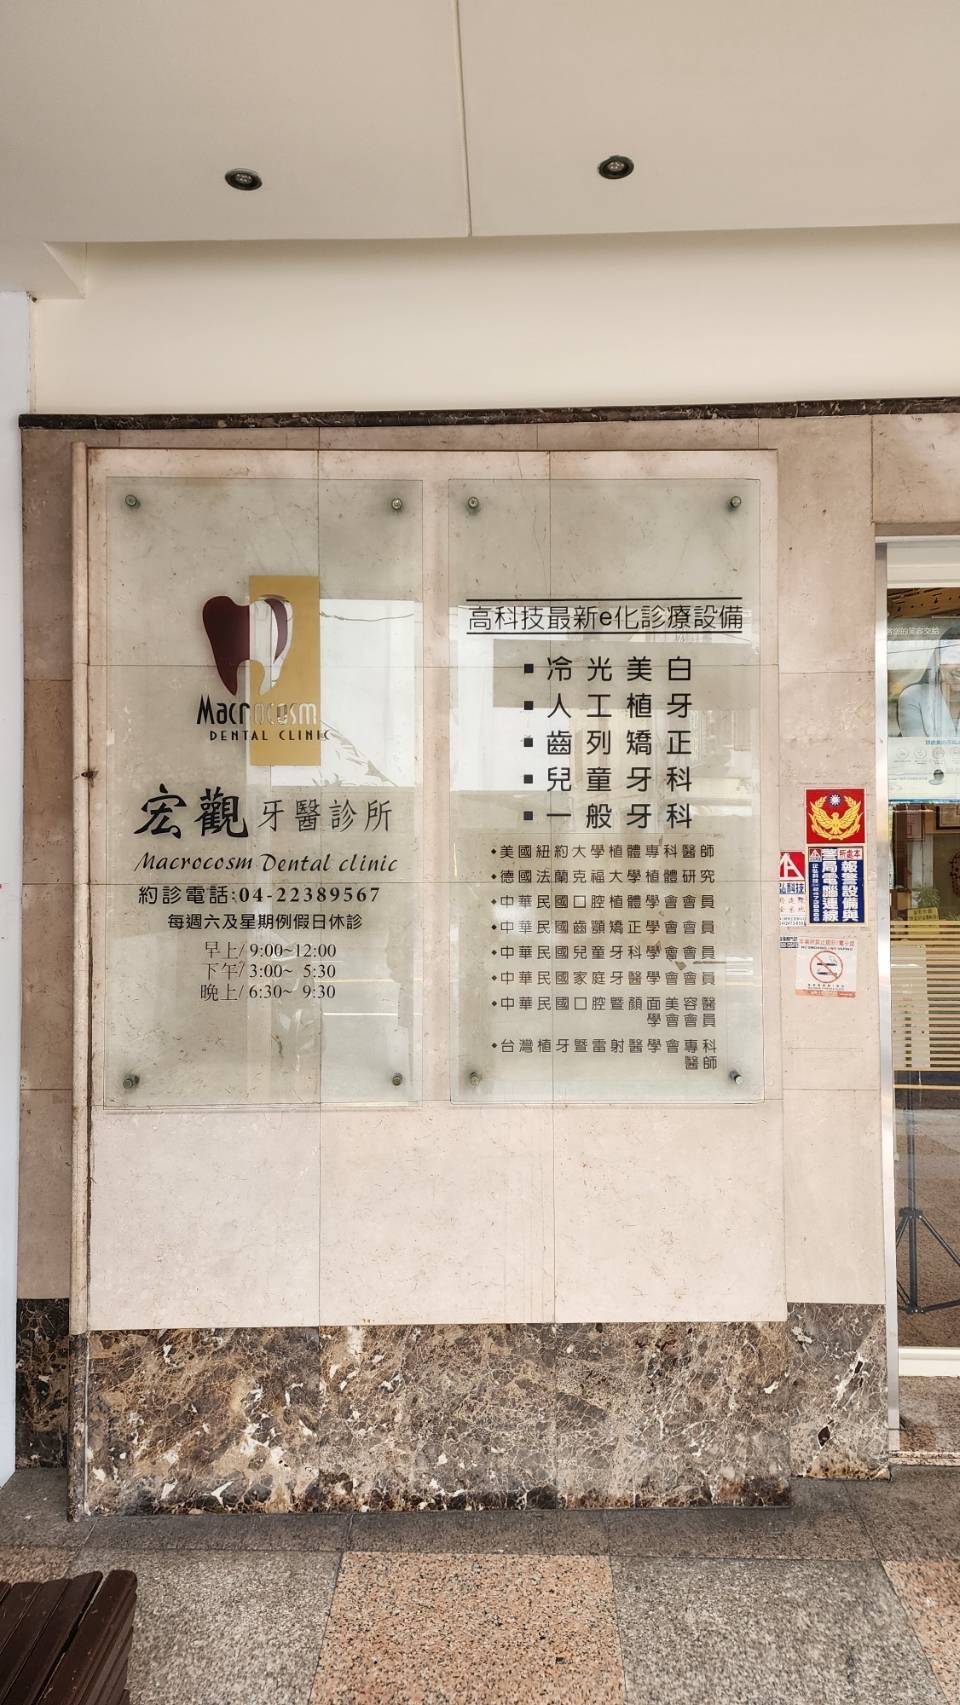 Macrocosm
DENTAL CLINIC
宏觀牙醫診所
Macrocosm Dental clinic
約診電話:04-22389567
每週六及星期例假日休診
早上/ 9:00~12:00
下午/ 3:00~ 5:30
晚上/ 6:30~ 9:30
高科技最新e化診療設備
▪冷光美白
▪人工植牙
▪齒列矯正
▪兒童牙科
▪一般牙科
◆美國紐約大學植體專科醫師
◆德國法蘭克福大學植體研究
◆中華民國口腔植體學會會員
◆中華民國齒顎矯正學會會員
◆中華民國兒童牙科學會會員
◆中華民國家庭牙醫學會會員
◆中華民國口腔暨顏面美容醫
學會會員
◆台灣植牙暨雷射醫學會專科
醫師
本處所
報警設備與
警局電腦連線